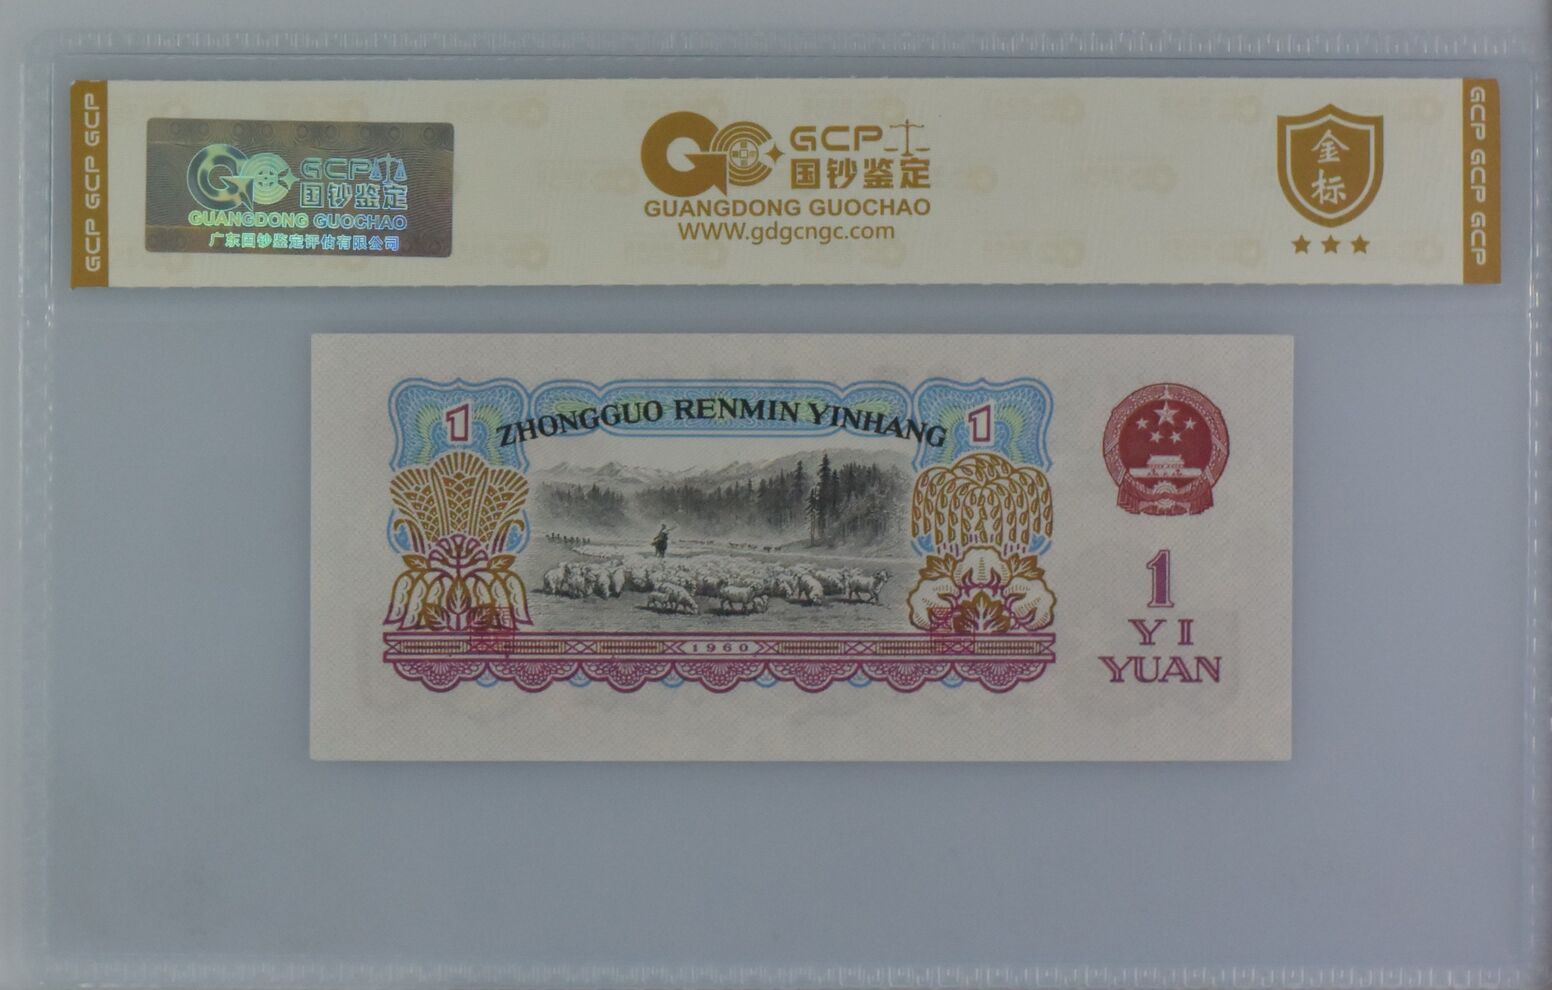 GCP GCP GCP
GCP
国钞鉴定
GUANGDONG GUOCHAO
广东国钞鉴定评估有限公司
GCP
国钞鉴定
GUANGDONG GUOCHAO
WWW.gdgcngc.com
金
标
GCP GCP GCP
1
ZHONGGUO RENMIN YINHANG
1
1
YI
YUAN
1960